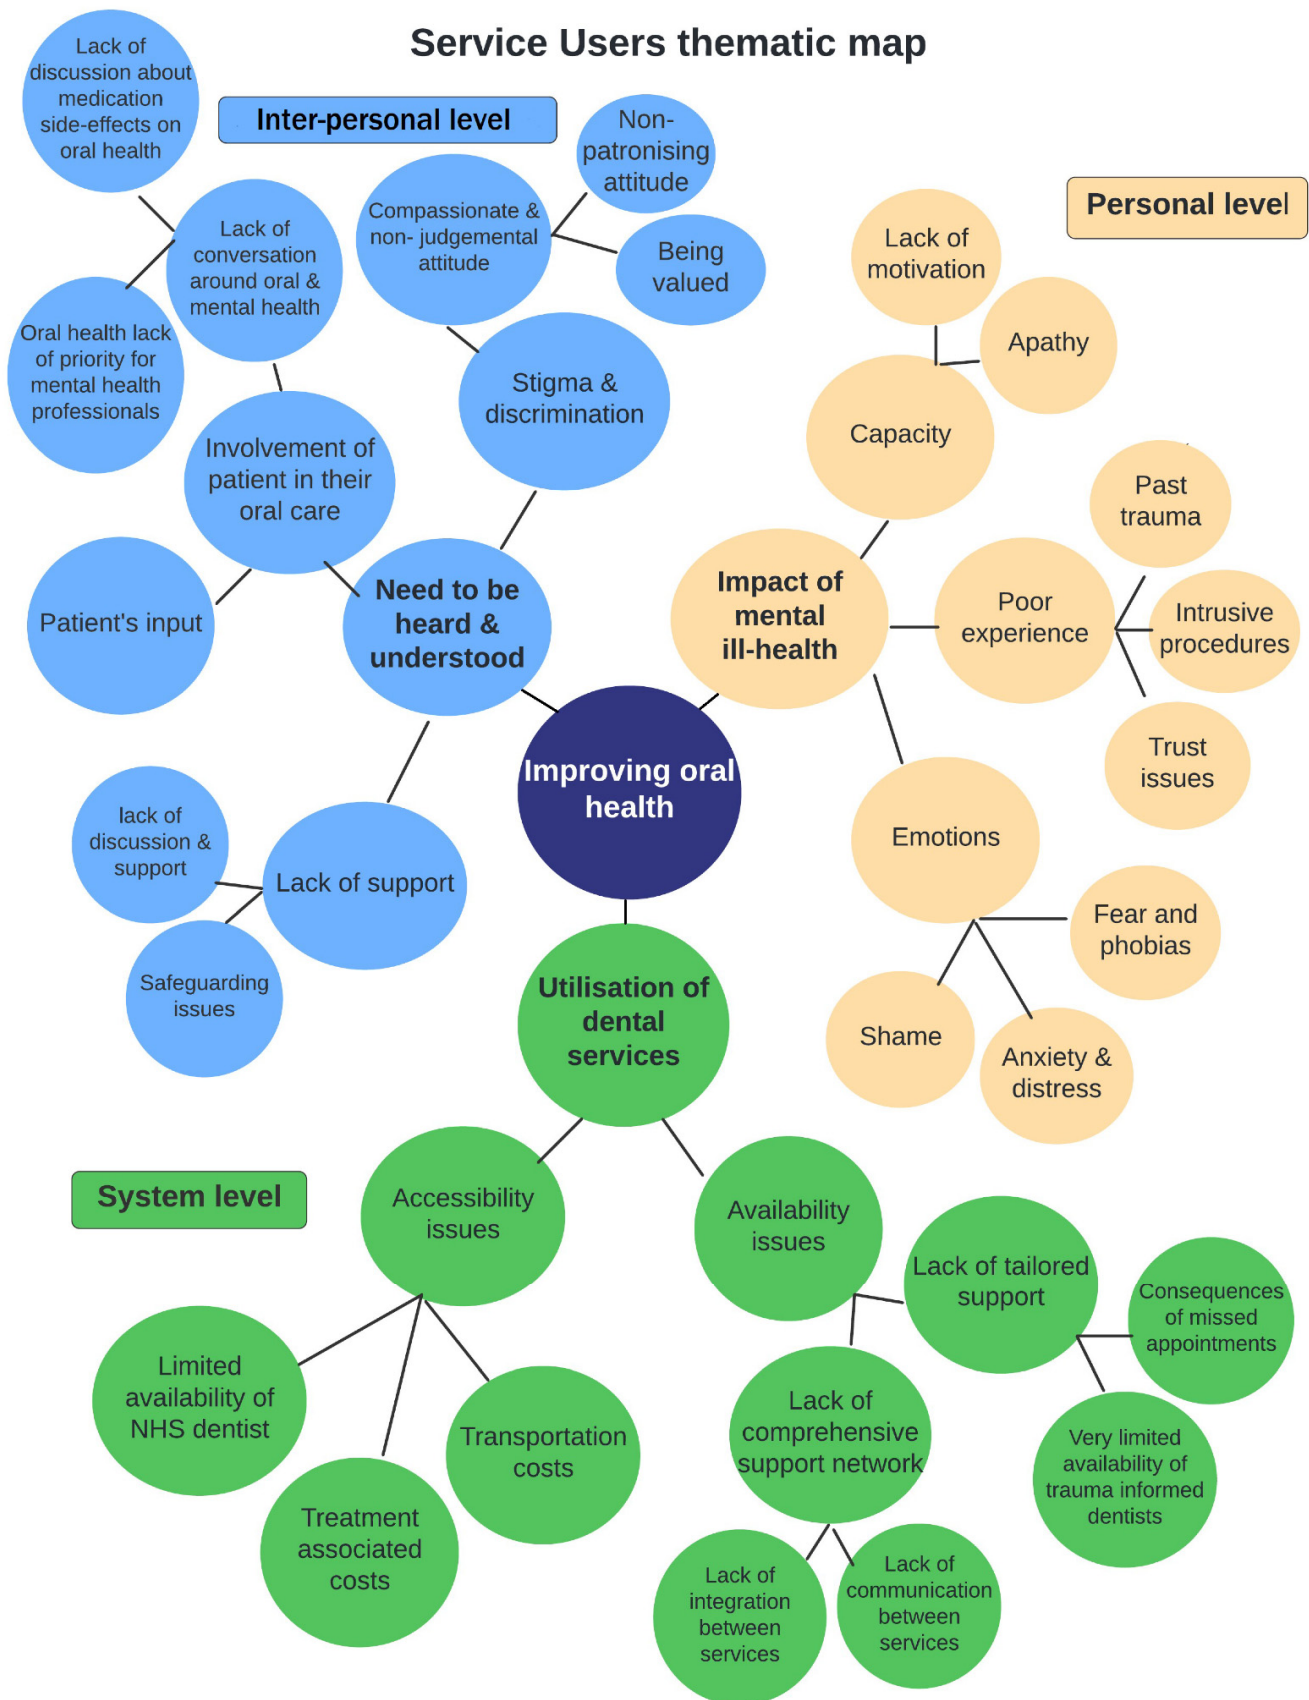 Service Users thematic map
Inter-personal level
Lack of
discussion about
medication
side-effects on
oral health
Lack of
conversation
around oral &
mental health
Oral health lack
of priority for
mental health
professionals
Compassionate &
non- judgemental
attitude
Non-
patronising
attitude
Being
valued
Stigma &
discrimination
Involvement of
patient in their
oral care
Patient's input
Need to be
heard &
understood
lack of
discussion &
support
Lack of support
Safeguarding
issues
Personal level
Lack of
motivation
Apathy
Capacity
Past
trauma
Impact of
mental
ill-health
Poor
experience
Intrusive
procedures
Trust
issues
Emotions
Fear and
phobias
Shame
Anxiety &
distress
Improving oral
health
Utilisation of
dental
services
System level
Accessibility
issues
Availability
issues
Limited
availability of
NHS dentist
Transportation
costs
Treatment
associated
costs
Lack of tailored
support
Consequences
of missed
appointments
Very limited
availability of
trauma informed
dentists
Lack of
comprehensive
support network
Lack of
integration
between
services
Lack of
communication
between
services